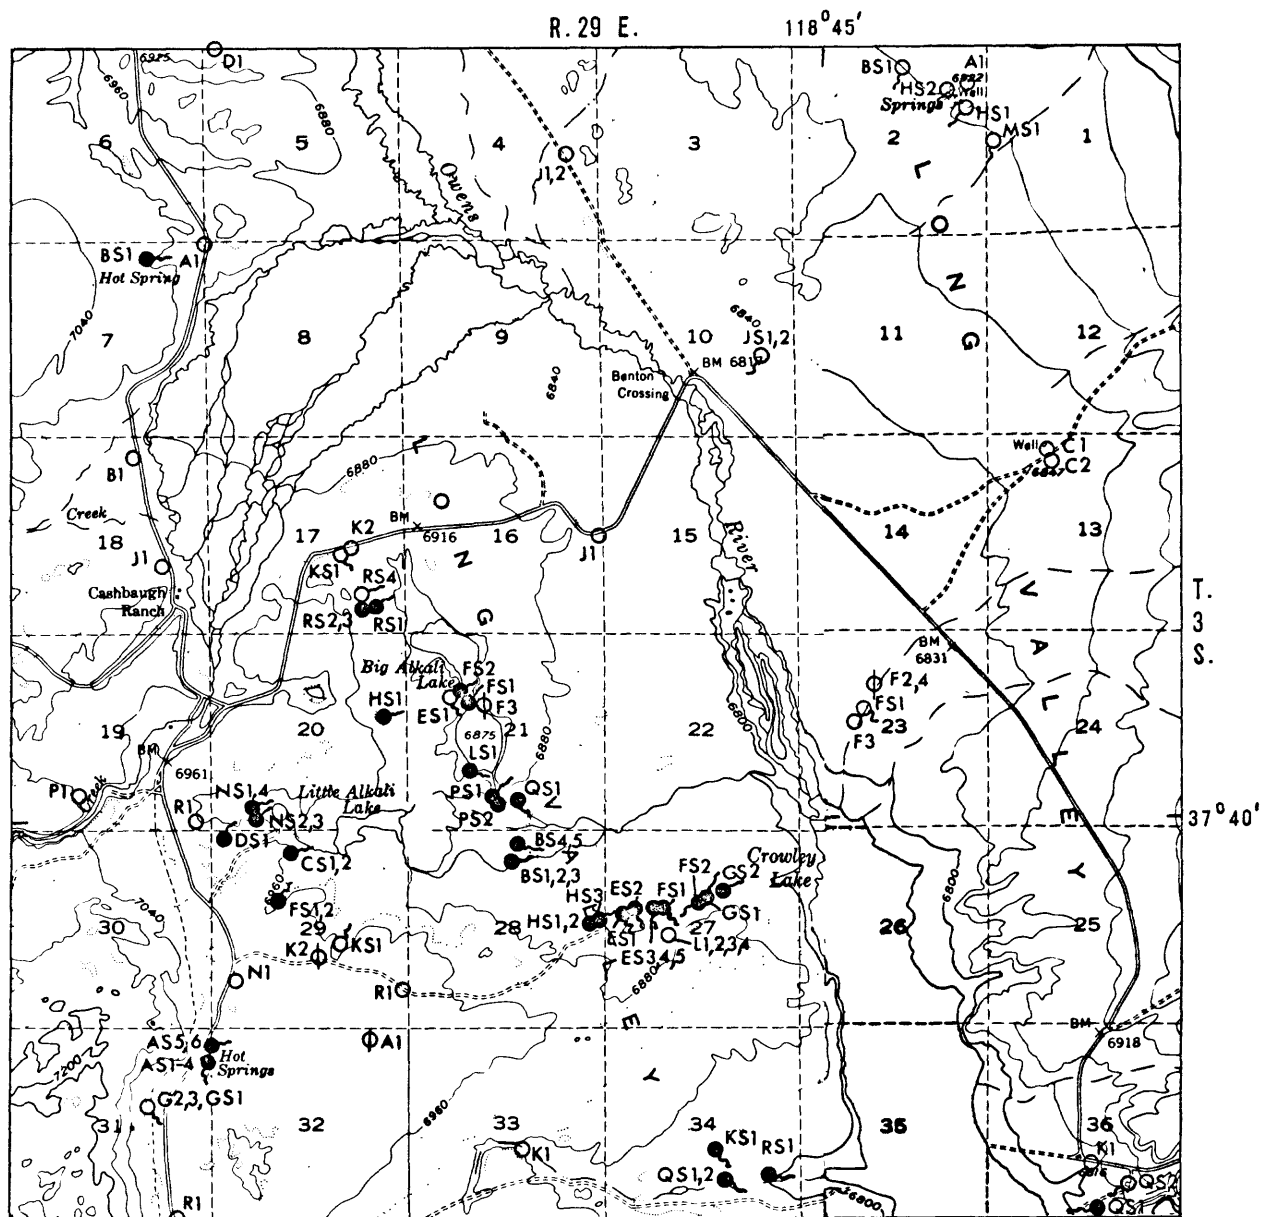 R. 29 E.
118°45'
6975
D1
6960
6880
BS1
A1
6822
HS2
Well
Springs
HS1
MS1
6
5
4
3
2
1
J1,2
Owens
L
O
N
G
BS1
A1
Hot Spring
7040
7
8
9
10
11
12
6840
JS1,2
BM 6817
Benton
Crossing
6840
B1
6880
L
Well
C1
C2
6847
Creek
18
J1
Cashbaugh
Ranch
17
K2
KS1
BM
6916
16
J1
15
14
13
N
RS4
RS2,3
RS1
River
T.
3
S.
G
V
BM
6831
A
Big Alkali
Lake
FS2
FS1
F3
ES1
HS1
F2,4
FS1
F3
19
20
21
22
23
24
L
6800
6875
6880
LS1
BM
6961
P1
Creek
R1
NS1,4
NS2,3
Little Alkali
Lake
PS1
PS2
QS1
V
L
E
37°40'
DS1
CS1,2
BS4,5
BS1,2,3
A
Crowley
Lake
FS2
GS2
GS1
Y
6800
6960
FS1,2
HS3
HS1,2
ES2
FS1
ES1
ES3,4,5
L1,2,3,4
7040
30
29
28
27
26
25
K2
KS1
N1
R1
6880
E
BM
6918
A1
AS5,6
AS1-4
Hot
Springs
7200
G2,3,GS1
Y
31
32
33
34
35
36
6960
K1
KS1
RS1
QS1,2
K1
QS2
QS1
6800
R1